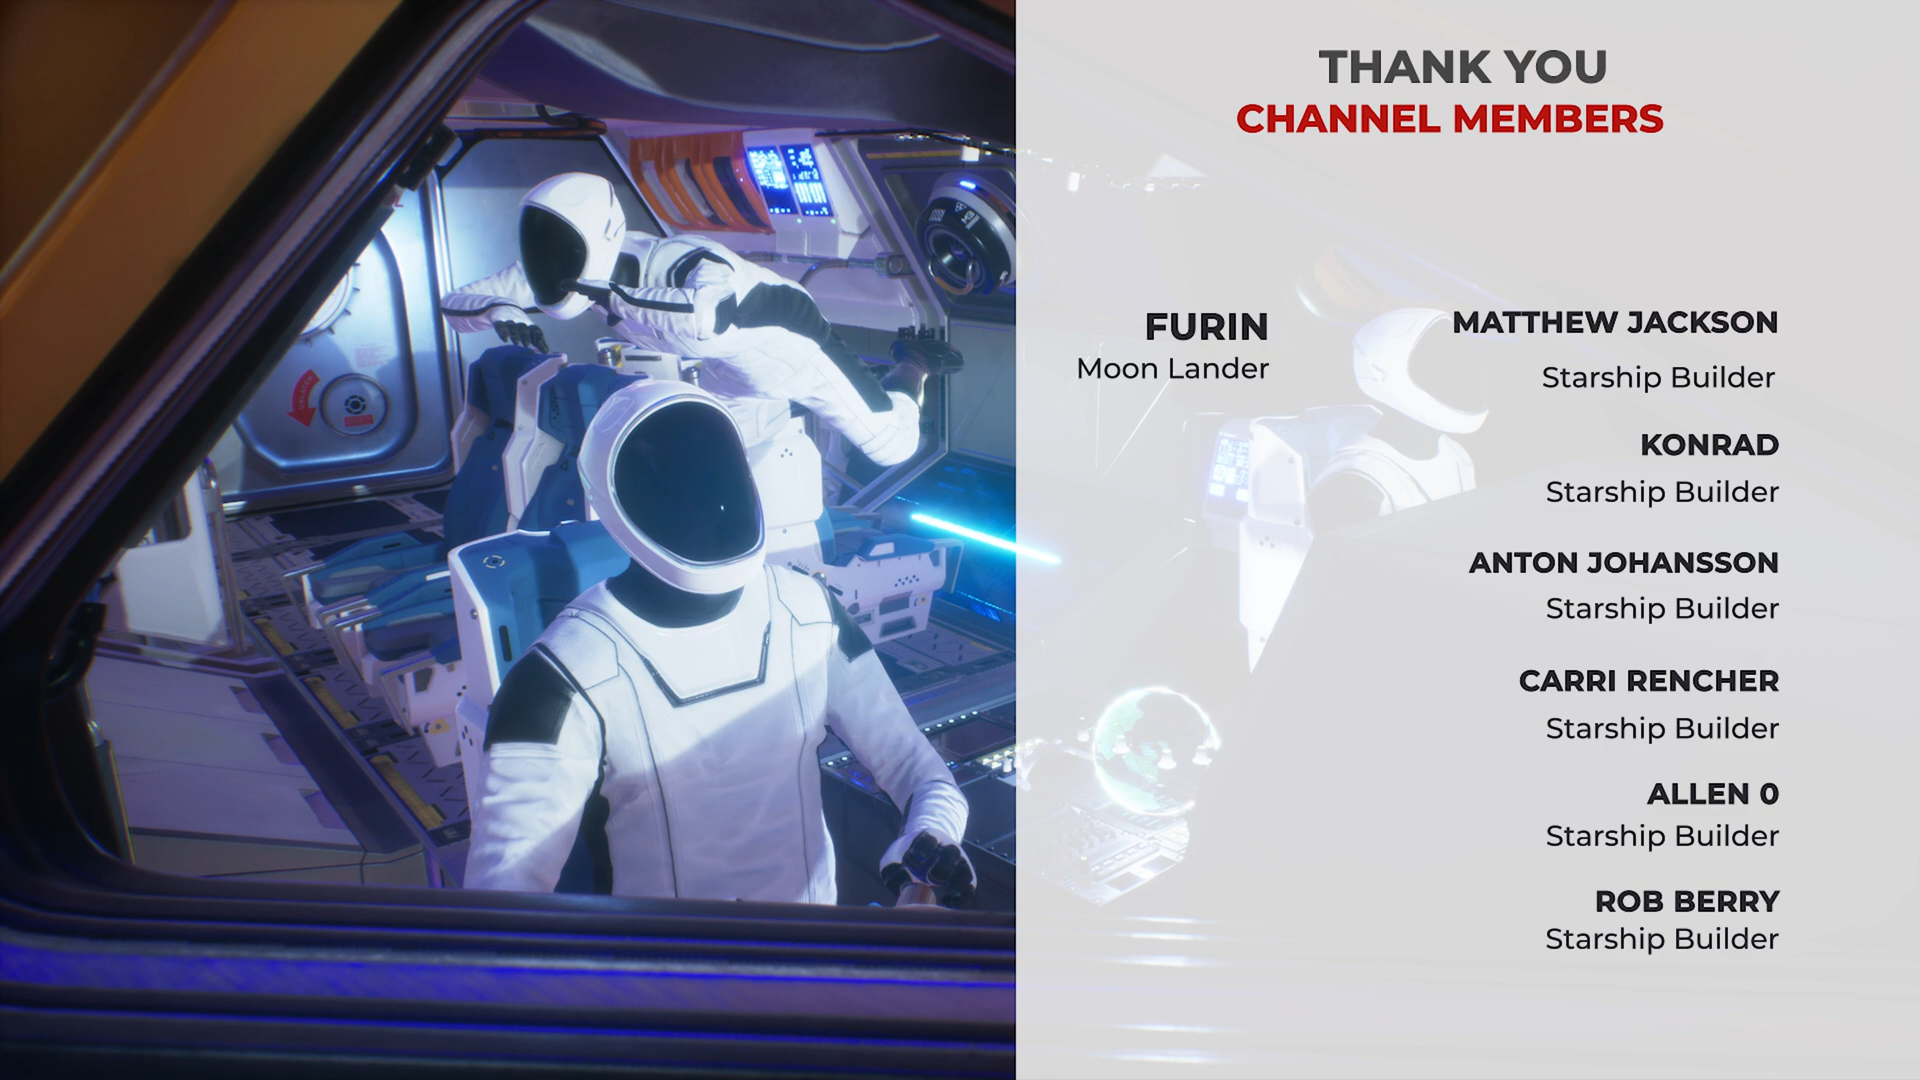 THANK YOU
CHANNEL MEMBERS
FURIN
Moon Lander
MATTHEW JACKSON
Starship Builder
KONRAD
Starship Builder
ANTON JOHANSSON
Starship Builder
CARRI RENCHER
Starship Builder
ALLEN 0
Starship Builder
ROB BERRY
Starship Builder